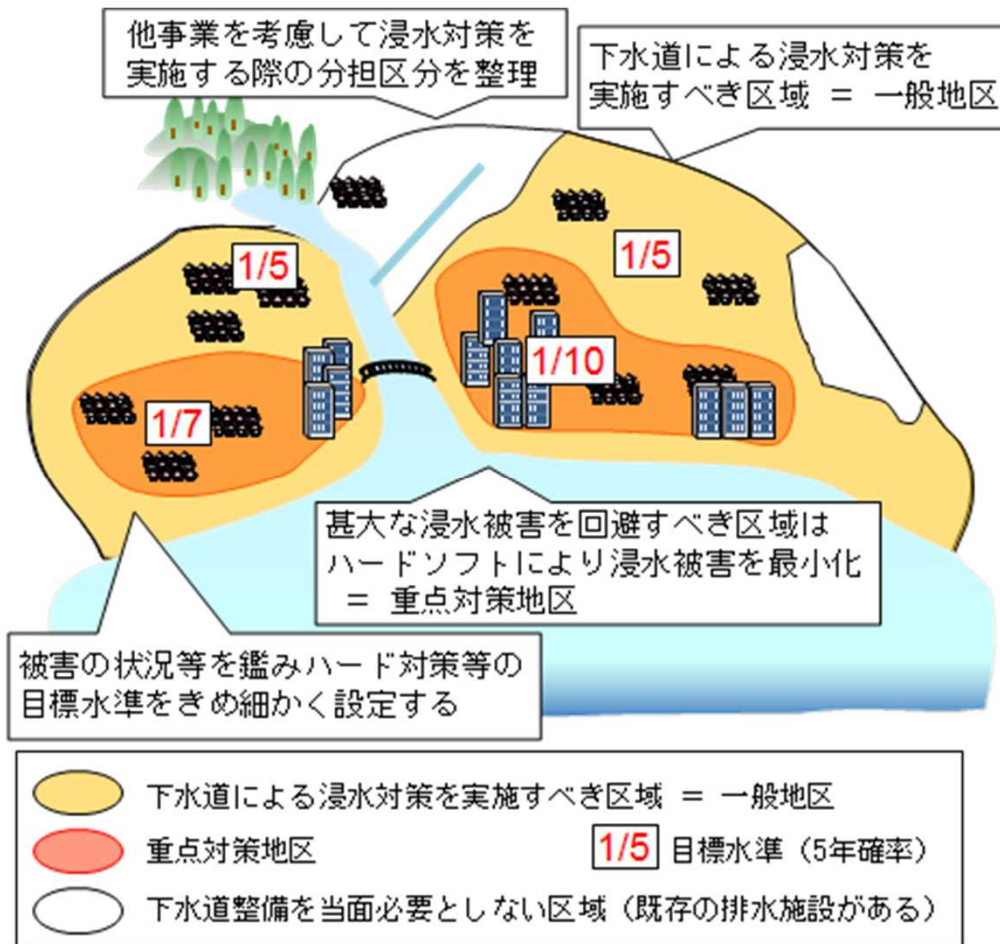 他事業を考慮して浸水対策を
実施する際の分担区分を整理
下水道による浸水対策を
実施すべき区域 = 一般地区
1/5
1/5
1/10
1/7
甚大な浸水被害を回避すべき区域は
ハードソフトにより浸水被害を最小化
= 重点対策地区
被害の状況等を鑑みハード対策等の
目標水準をきめ細かく設定する
下水道による浸水対策を実施すべき区域 = 一般地区
重点対策地区
1/5 目標水準(5年確率)
下水道整備を当面必要としない区域(既存の排水施設がある)